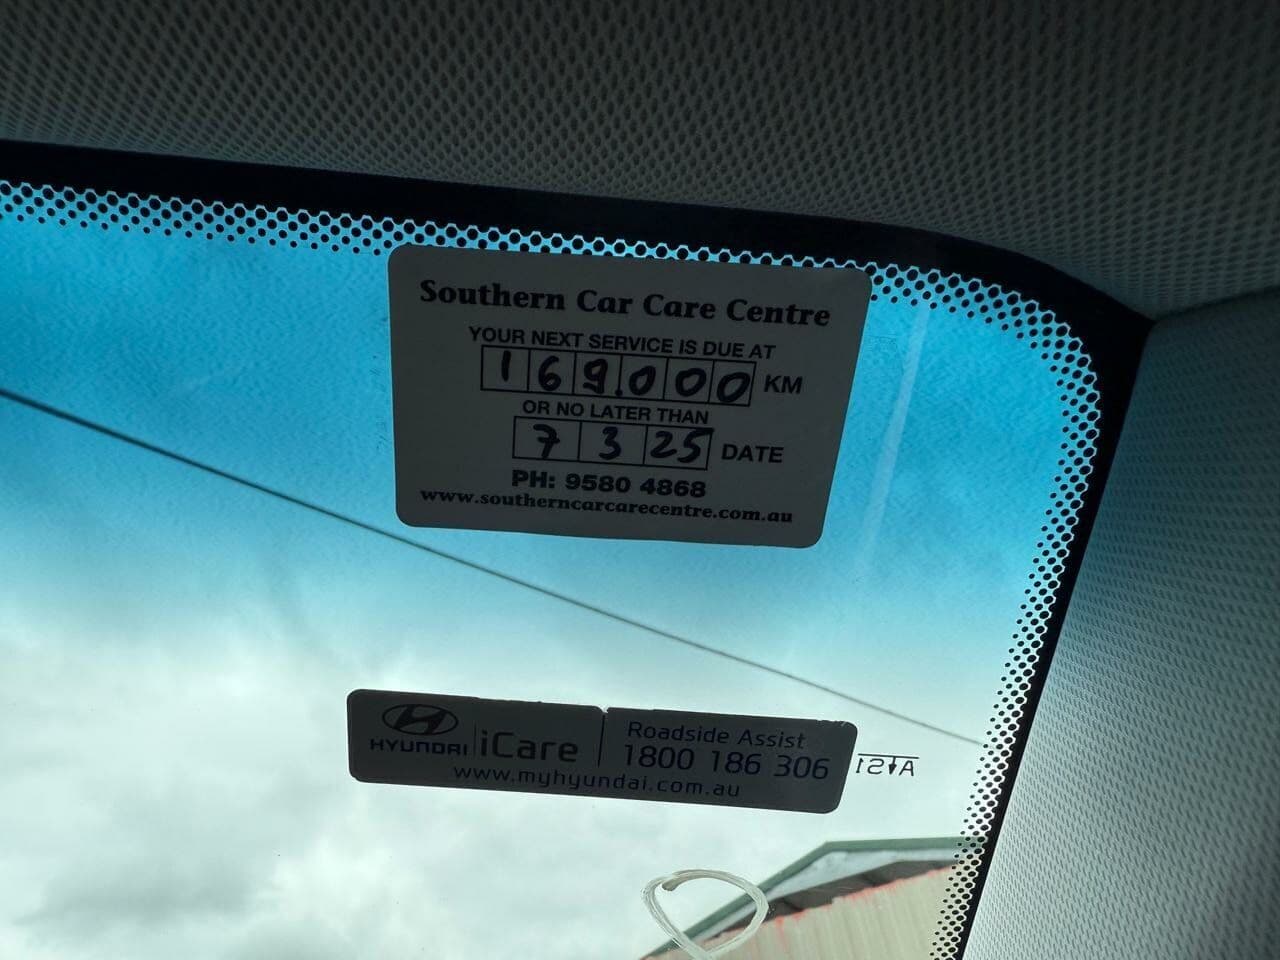 Southern Car Care Centre
YOUR NEXT SERVICE IS DUE AT
169.000 KM
OR NO LATER THAN
7 3 25 DATE
PH: 9580 4868
www.southerncarcarecentre.com.au
HYUNDAI iCare
Roadside Assist
1800 186 306
www.myhyundai.com.au
AS1